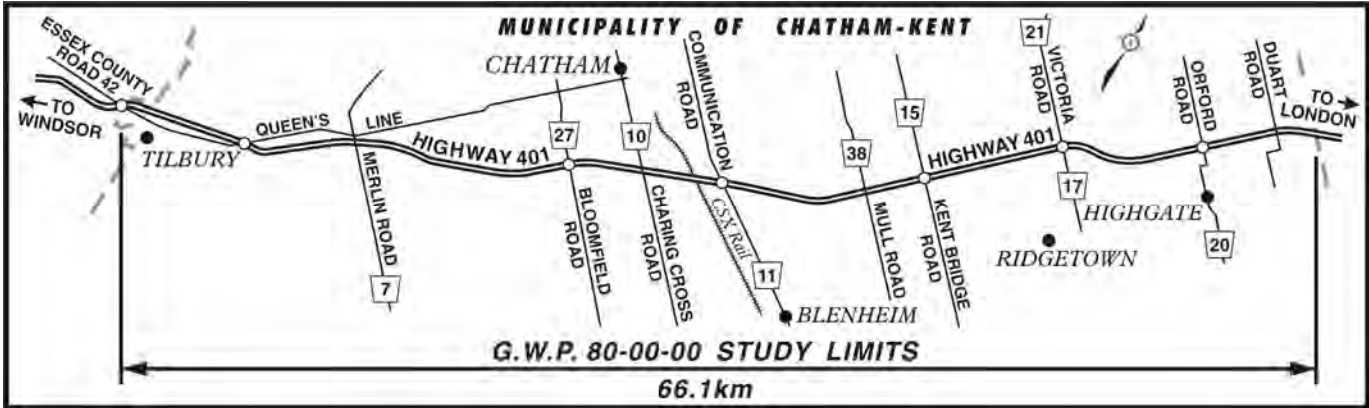 MUNICIPALITY OF CHATHAM-KENT
ESSEX COUNTY
ROAD 42
TO
WINDSOR
TILBURY
QUEEN'S LINE
MERLIN ROAD
7
HIGHWAY 401
CHATHAM
27
BLOOMFIELD
ROAD
10
CHARING CROSS
ROAD
COMMUNICATION
ROAD
CSX Rail
11
BLENHEIM
38
MULL ROAD
15
KENT BRIDGE
ROAD
HIGHWAY 401
21
VICTORIA
ROAD
17
RIDGETOWN
ORFORD
ROAD
HIGHGATE
20
DUART
ROAD
TO
LONDON
G.W.P. 80-00-00 STUDY LIMITS
66.1km